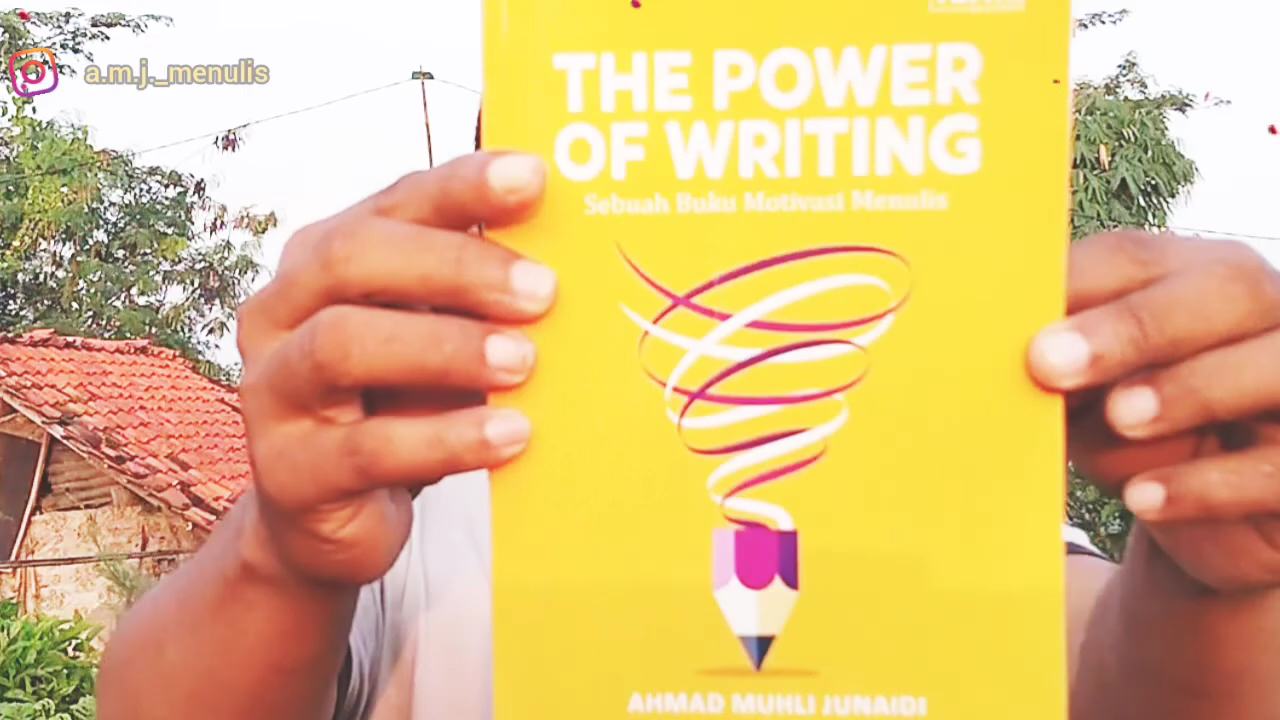 a.m.j._menulis
THE POWER
OF WRITING
Sebuah Buku Motivasi Menulis
AHMAD MUHLI JUNAIDI